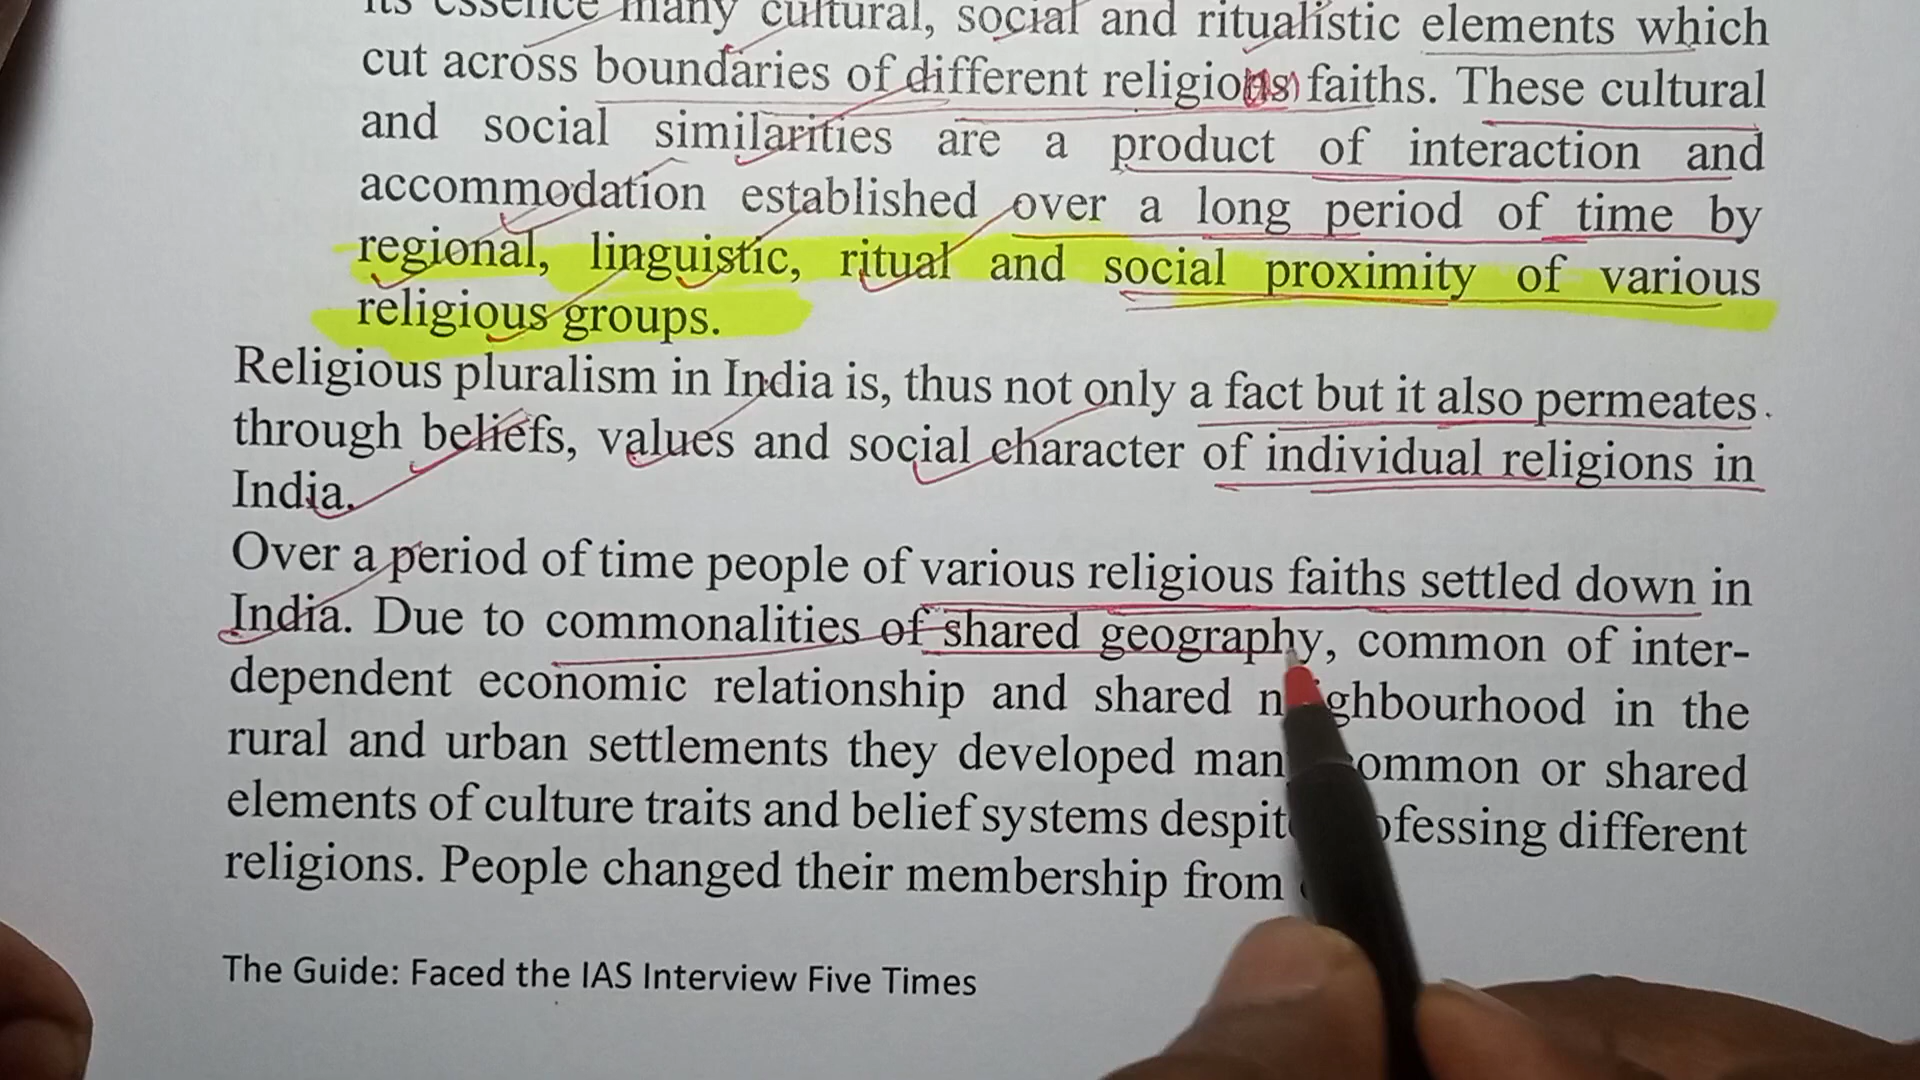 its essence many cultural, social and ritualistic elements which
cut across boundaries of different religious faiths. These cultural
and social similarities are a product of interaction and
accommodation established over a long period of time by
regional, linguistic, ritual and social proximity of various
religious groups.
Religious pluralism in India is, thus not only a fact but it also permeates
through beliefs, values and social character of individual religions in
India.
Over a period of time people of various religious faiths settled down in
India. Due to commonalities of shared geography, common of inter-
dependent economic relationship and shared neighbourhood in the
rural and urban settlements they developed many common or shared
elements of culture traits and belief systems despite professing different
religions. People changed their membership from
The Guide: Faced the IAS Interview Five Times